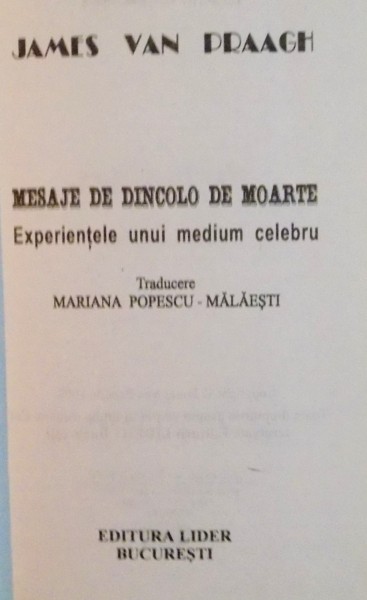 JAMES VAN PRAAGH
MESAJE DE DINCOLO DE MOARTE
Experiențele unui medium celebru
Traducere
MARIANA POPESCU - MĂLĂEȘTI
EDITURA LIDER
BUCUREȘTI